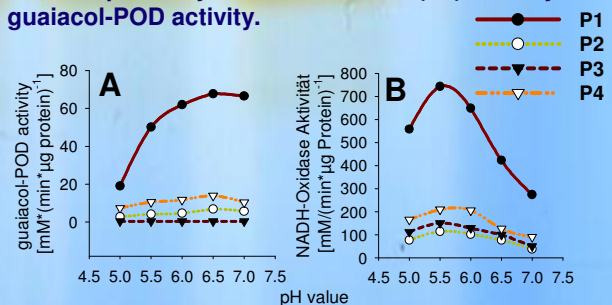 guaiacol-POD activity.
P1
P2
P3
P4
A
guaiacol-POD activity
[mM*(min*µg protein)⁻¹]
80
60
40
20
0
4.5 5.0 5.5 6.0 6.5 7.0 7.5
B
NADH-Oxidase Aktivität
[mM/(min*µg Protein)⁻¹]
800
700
600
500
400
300
200
100
0
4.5 5.0 5.5 6.0 6.5 7.0 7.5
pH value